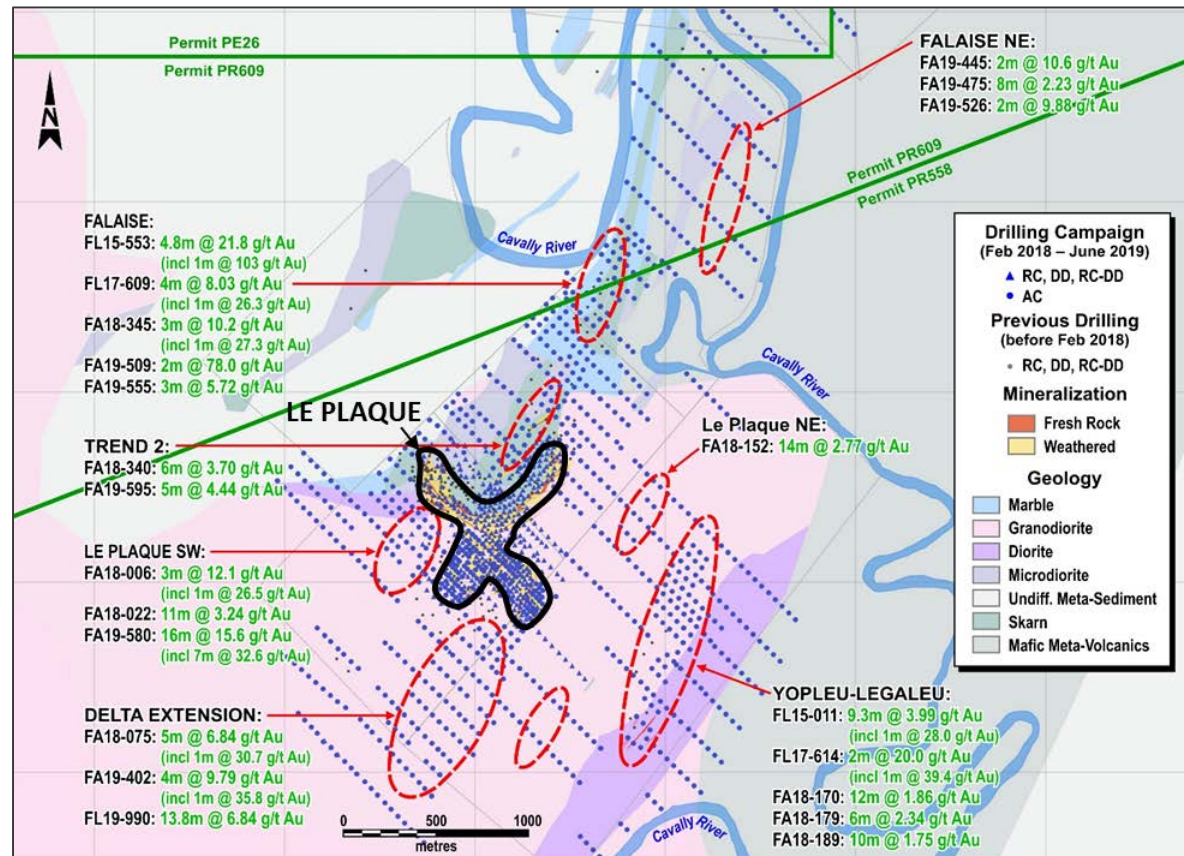 Permit PE26
Permit PR609
N
FALAISE NE:
FA19-445: 2m @ 10.6 g/t Au
FA19-475: 8m @ 2.23 g/t Au
FA19-526: 2m @ 9.88 g/t Au
Permit PR609
Permit PR558
FALAISE:
FL15-553: 4.8m @ 21.8 g/t Au
(incl 1m @ 103 g/t Au)
FL17-609: 4m @ 8.03 g/t Au
(incl 1m @ 26.3 g/t Au)
FA18-345: 3m @ 10.2 g/t Au
(incl 1m @ 27.3 g/t Au)
FA19-509: 2m @ 78.0 g/t Au
FA19-555: 3m @ 5.72 g/t Au
Cavally River
Cavally River
LE PLAQUE
TREND 2:
FA18-340: 6m @ 3.70 g/t Au
FA19-595: 5m @ 4.44 g/t Au
Le Plaque NE:
FA18-152: 14m @ 2.77 g/t Au
LE PLAQUE SW:
FA18-006: 3m @ 12.1 g/t Au
(incl 1m @ 26.5 g/t Au)
FA18-022: 11m @ 3.24 g/t Au
FA19-580: 16m @ 15.6 g/t Au
(incl 7m @ 32.6 g/t Au)
DELTA EXTENSION:
FA18-075: 5m @ 6.84 g/t Au
(incl 1m @ 30.7 g/t Au)
FA19-402: 4m @ 9.79 g/t Au
(incl 1m @ 35.8 g/t Au)
FL19-990: 13.8m @ 6.84 g/t Au
YOPLEU-LEGALEU:
FL15-011: 9.3m @ 3.99 g/t Au
(incl 1m @ 28.0 g/t Au)
FL17-614: 2m @ 20.0 g/t Au
(incl 1m @ 39.4 g/t Au)
FA18-170: 12m @ 1.86 g/t Au
FA18-179: 6m @ 2.34 g/t Au
FA18-189: 10m @ 1.75 g/t Au
Cavally River
0 500 1000
metres
Drilling Campaign
(Feb 2018 – June 2019)
RC, DD, RC-DD
AC
Previous Drilling
(before Feb 2018)
RC, DD, RC-DD
Mineralization
Fresh Rock
Weathered
Geology
Marble
Granodiorite
Diorite
Microdiorite
Undiff. Meta-Sediment
Skarn
Mafic Meta-Volcanics